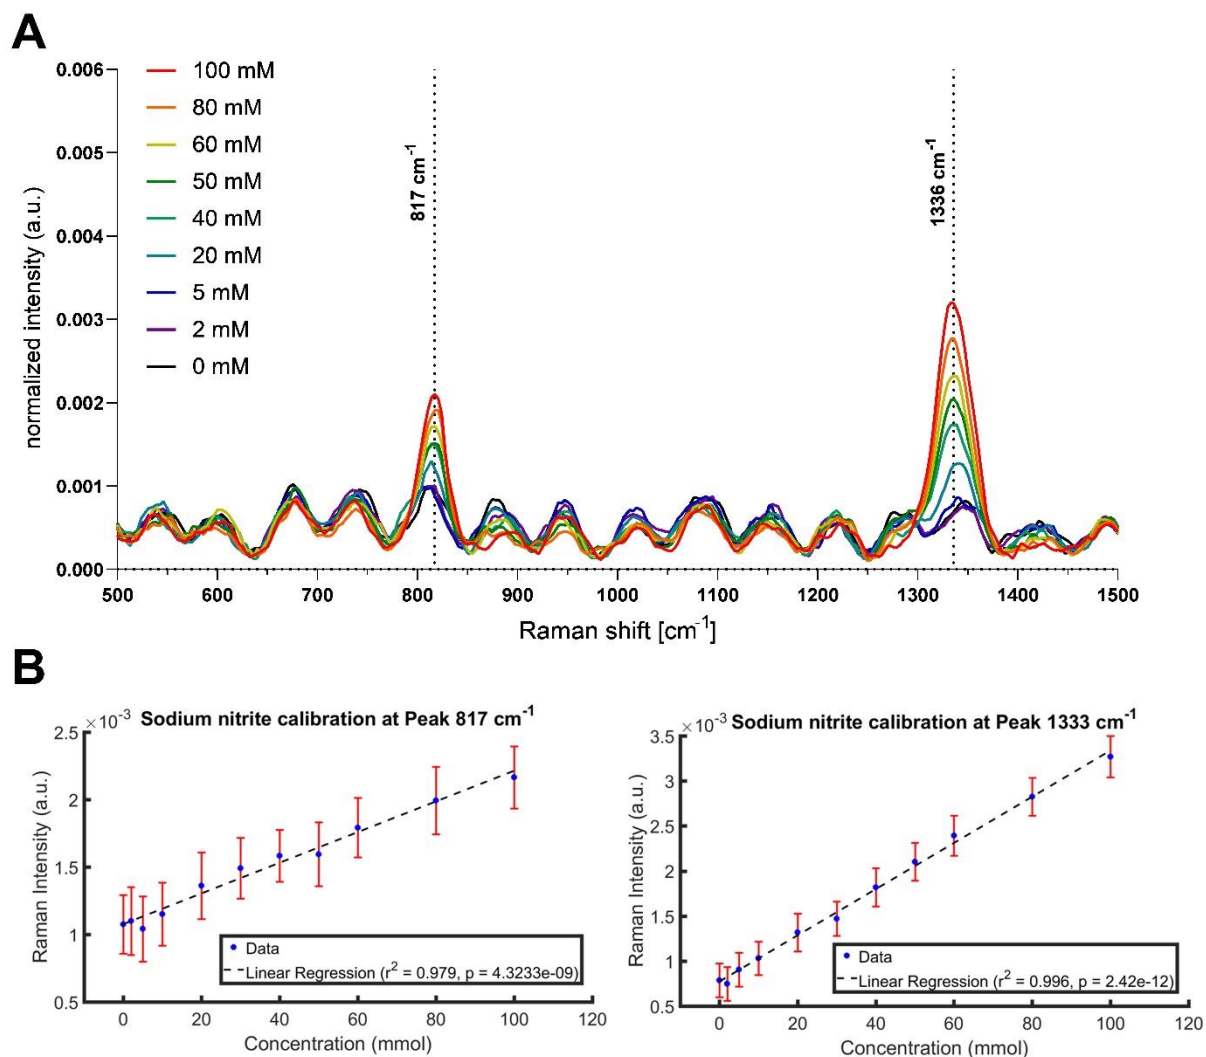 A
0.006
0.005
0.004
0.003
0.002
0.001
0.000
normalized intensity (a.u.)
100 mM
80 mM
60 mM
50 mM
40 mM
20 mM
5 mM
2 mM
0 mM
817 cm⁻¹
1336 cm⁻¹
500 600 700 800 900 1000 1100 1200 1300 1400 1500
Raman shift [cm⁻¹]
B
×10⁻³ Sodium nitrite calibration at Peak 817 cm⁻¹
2.5
2
1.5
1
0.5
Raman Intensity (a.u.)
Data
Linear Regression (r² = 0.979, p = 4.3233e-09)
0 20 40 60 80 100 120
Concentration (mmol)
×10⁻³ Sodium nitrite calibration at Peak 1333 cm⁻¹
3.5
3
2.5
2
1.5
1
0.5
Raman Intensity (a.u.)
Data
Linear Regression (r² = 0.996, p = 2.42e-12)
0 20 40 60 80 100 120
Concentration (mmol)